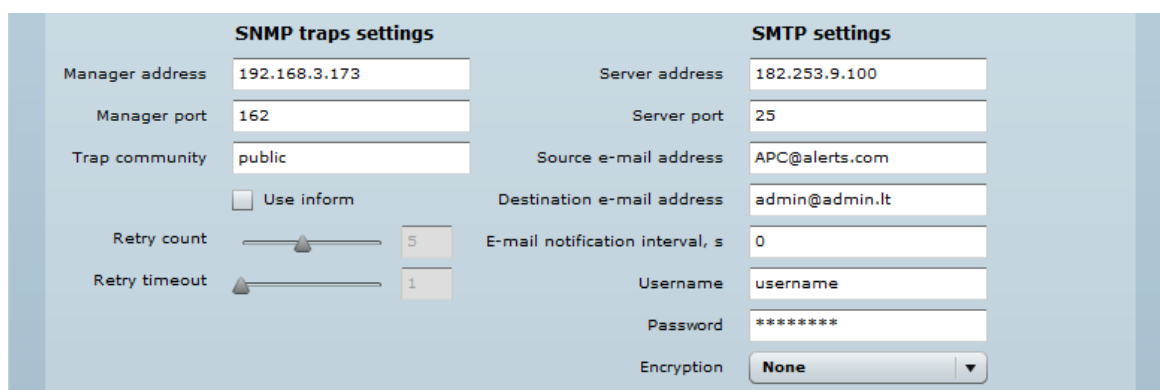 SNMP traps settings
SMTP settings
Manager address 192.168.3.173
Server address 182.253.9.100
Manager port 162
Server port 25
Trap community public
Source e-mail address APC@alerts.com
Use inform
Destination e-mail address admin@admin.lt
Retry count 5
E-mail notification interval, s 0
Retry timeout 1
Username username
Password ********
Encryption None